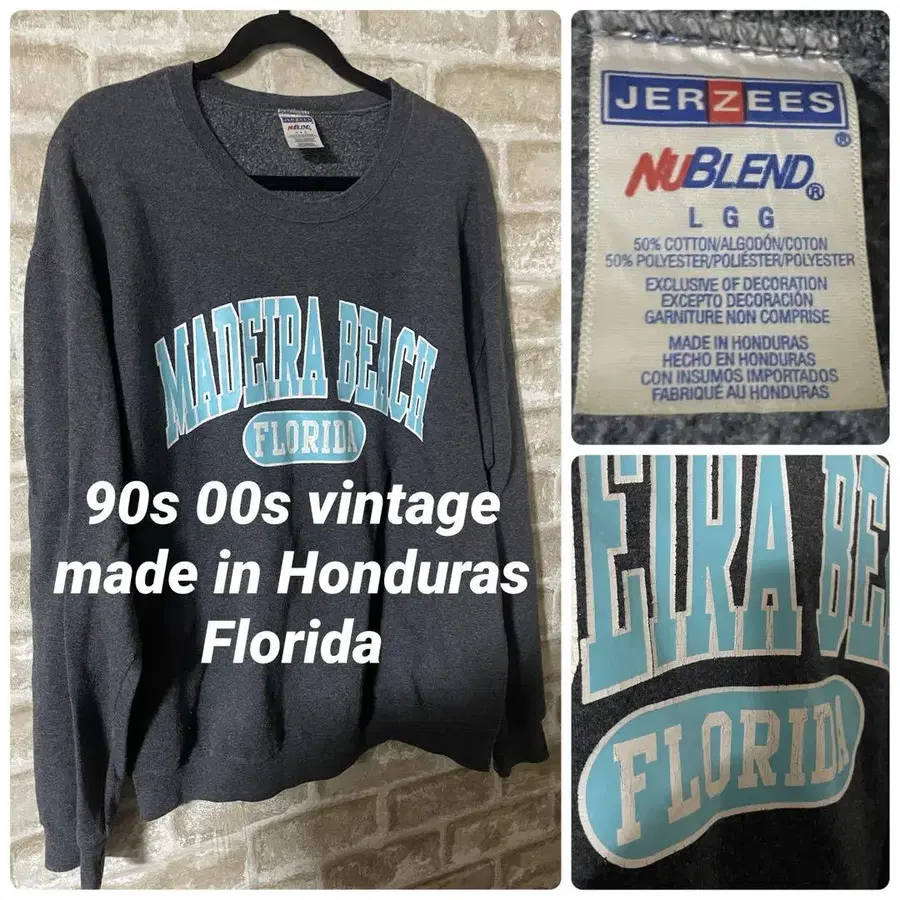 JERZEES
NUBLEND
MADEIRA BEACH
FLORIDA
90s 00s vintage
made in Honduras
Florida
JERZEES
®
NUBLEND®
L G G
50% COTTON/ALGODÓN/COTON
50% POLYESTER/POLIÉSTER/POLYESTER
EXCLUSIVE OF DECORATION
EXCEPTO DECORACIÓN
GARNITURE NON COMPRISE
MADE IN HONDURAS
HECHO EN HONDURAS
CON INSUMOS IMPORTADOS
FABRIQUÉ AU HONDURAS
EIRA BE
FLORIDA